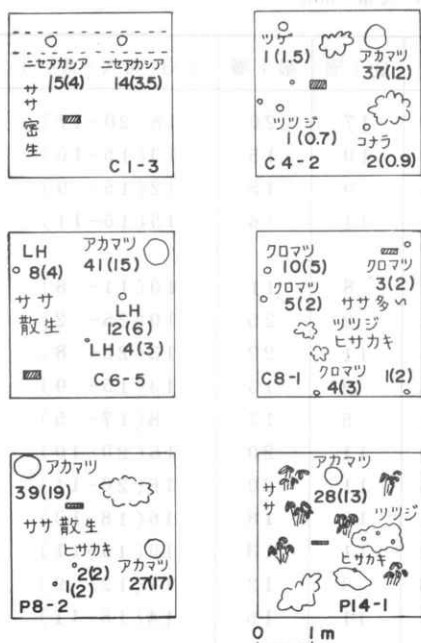 ニセアカシア ニセアカシア
15(4) 14(3.5)
ササ密生
C1-3
ツゲ
1(1.5)
アカマツ
37(12)
ツツジ
1(0.7)
コナラ
2(0.9)
C4-2
LH
8(4)
アカマツ
41(15)
ササ
散生
LH
12(6)
LH4(3)
C6-5
クロマツ
10(5)
クロマツ
3(2)
クロマツ
5(2)
ササ多シ
ツツジ
ヒサカキ
クロマツ
4(3)
1(2)
C8-1
アカマツ
39(19)
ササ散生
ヒサカキ
2(2)
1(2)
アカマツ
27(17)
P8-2
アカマツ
28(13)
ササ
ツツジ
ヒサカキ
P14-1
0 1m